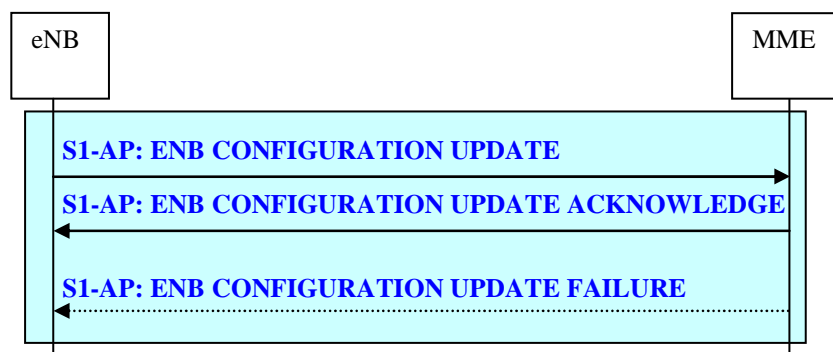 eNB
MME
S1-AP: ENB CONFIGURATION UPDATE
S1-AP: ENB CONFIGURATION UPDATE ACKNOWLEDGE
S1-AP: ENB CONFIGURATION UPDATE FAILURE